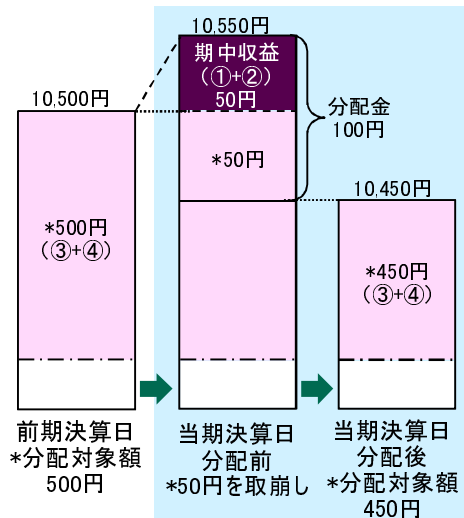 10,550円
期中収益
(①+②)
50円
10,500円
分配金
100円
*50円
10,450円
*500円
(③+④)
*450円
(③+④)
前期決算日
*分配対象額
500円
当期決算日
分配前
*50円を取崩し
当期決算日
分配後
*分配対象額
450円